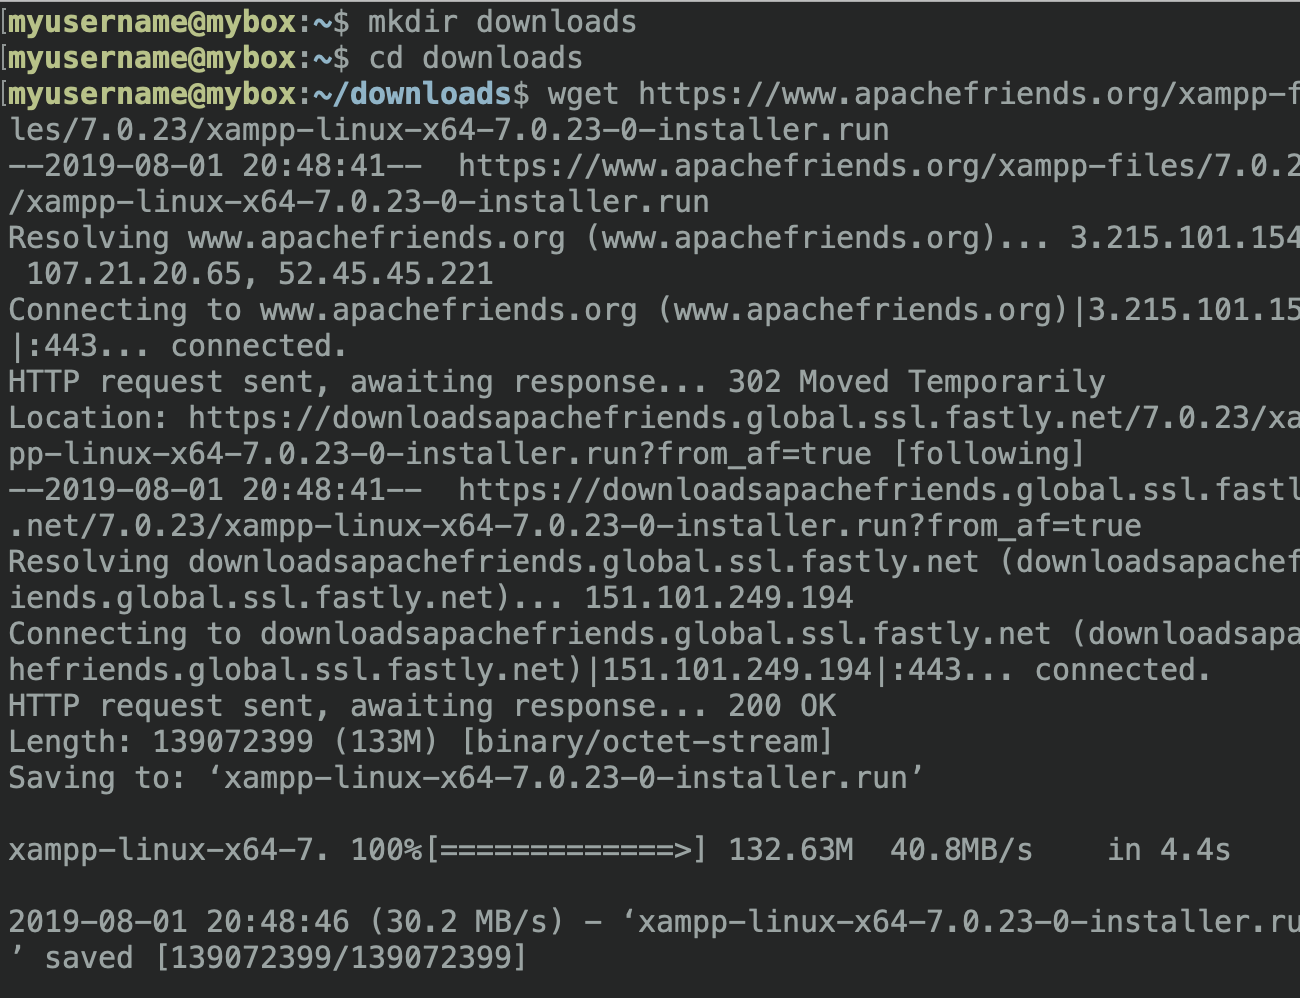 [myusername@mybox:~$ mkdir downloads
[myusername@mybox:~$ cd downloads
[myusername@mybox:~/downloads$ wget https://www.apachefriends.org/xampp-f
les/7.0.23/xampp-linux-x64-7.0.23-0-installer.run
--2019-08-01 20:48:41--  https://www.apachefriends.org/xampp-files/7.0.2
/xampp-linux-x64-7.0.23-0-installer.run
Resolving www.apachefriends.org (www.apachefriends.org)... 3.215.101.154
 107.21.20.65, 52.45.45.221
Connecting to www.apachefriends.org (www.apachefriends.org)|3.215.101.15
|:443... connected.
HTTP request sent, awaiting response... 302 Moved Temporarily
Location: https://downloadsapachefriends.global.ssl.fastly.net/7.0.23/xa
pp-linux-x64-7.0.23-0-installer.run?from_af=true [following]
--2019-08-01 20:48:41--  https://downloadsapachefriends.global.ssl.fastl
.net/7.0.23/xampp-linux-x64-7.0.23-0-installer.run?from_af=true
Resolving downloadsapachefriends.global.ssl.fastly.net (downloadsapachef
iends.global.ssl.fastly.net)... 151.101.249.194
Connecting to downloadsapachefriends.global.ssl.fastly.net (downloadsapa
hefriends.global.ssl.fastly.net)|151.101.249.194|:443... connected.
HTTP request sent, awaiting response... 200 OK
Length: 139072399 (133M) [binary/octet-stream]
Saving to: ‘xampp-linux-x64-7.0.23-0-installer.run’
xampp-linux-x64-7. 100%[=============>] 132.63M  40.8MB/s    in 4.4s
2019-08-01 20:48:46 (30.2 MB/s) - ‘xampp-linux-x64-7.0.23-0-installer.ru
’ saved [139072399/139072399]